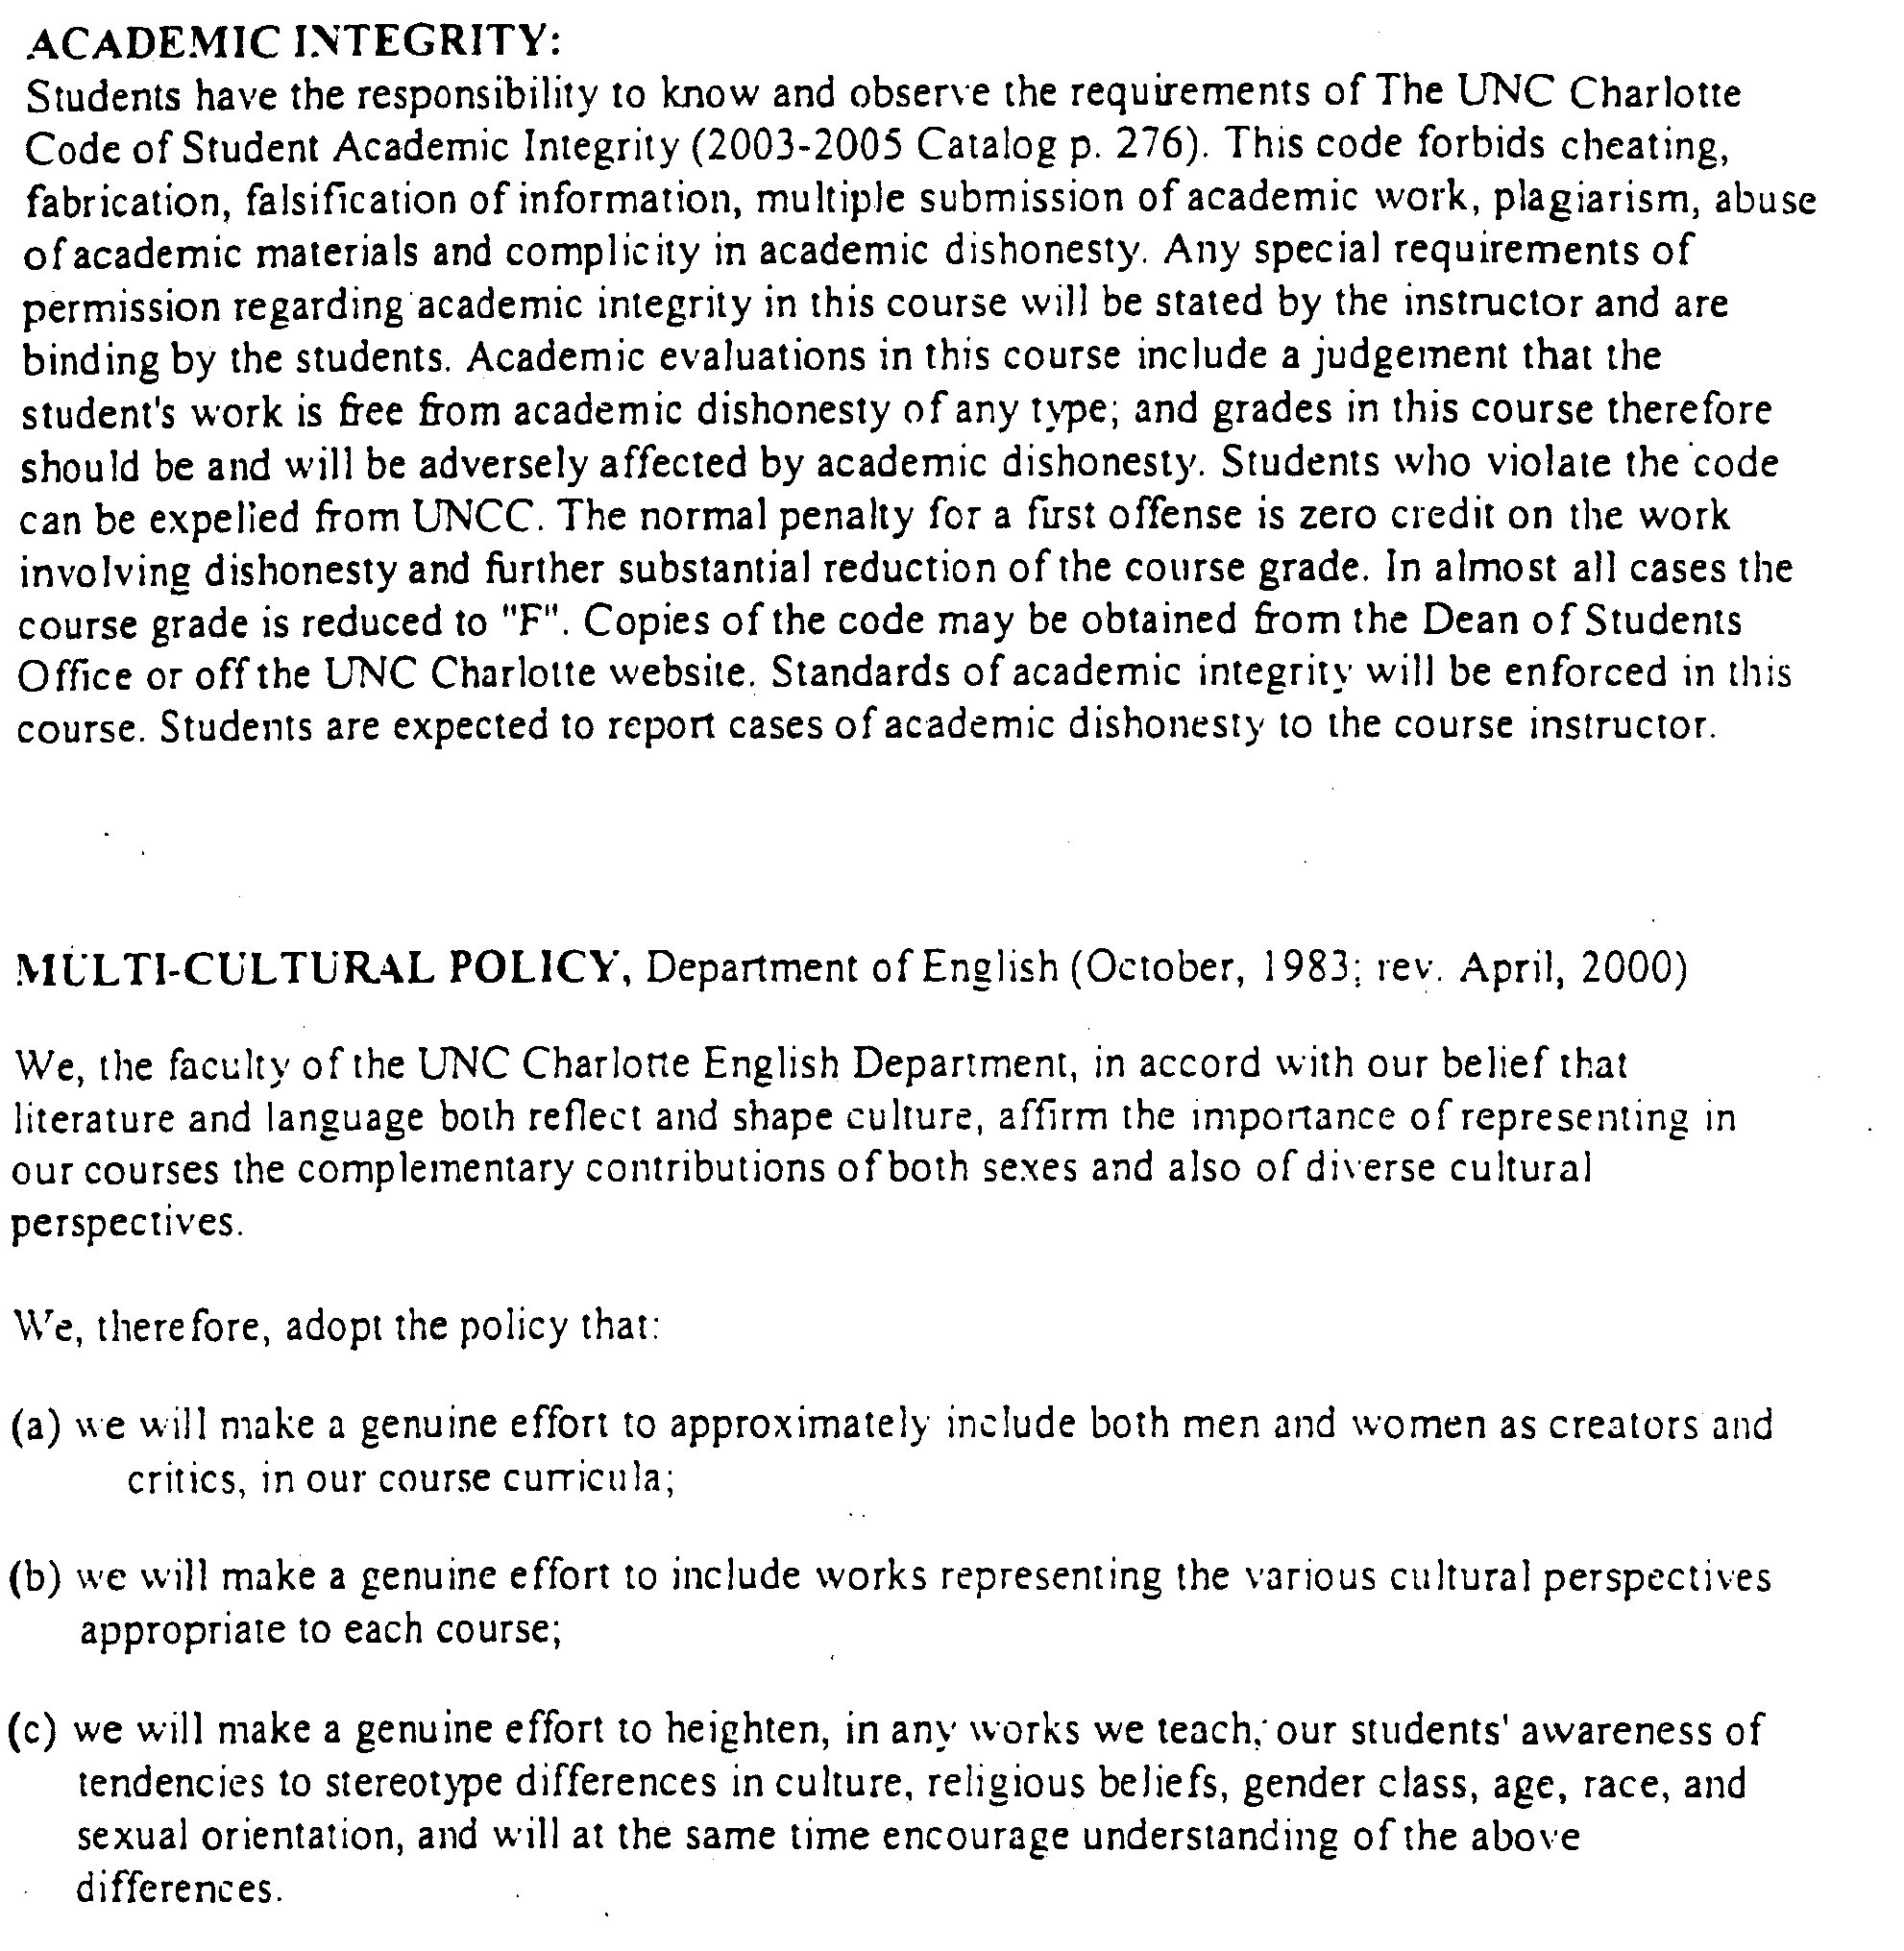 ACADEMIC INTEGRITY:
Students have the responsibility to know and observe the requirements of The UNC Charlotte
Code of Student Academic Integrity (2003-2005 Catalog p. 276). This code forbids cheating,
fabrication, falsification of information, multiple submission of academic work, plagiarism, abuse
of academic materials and complicity in academic dishonesty. Any special requirements of
permission regarding academic integrity in this course will be stated by the instructor and are
binding by the students. Academic evaluations in this course include a judgement that the
student's work is free from academic dishonesty of any type; and grades in this course therefore
should be and will be adversely affected by academic dishonesty. Students who violate the code
can be expelled from UNCC. The normal penalty for a first offense is zero credit on the work
involving dishonesty and further substantial reduction of the course grade. In almost all cases the
course grade is reduced to "F". Copies of the code may be obtained from the Dean of Students
Office or off the UNC Charlotte website. Standards of academic integrity will be enforced in this
course. Students are expected to report cases of academic dishonesty to the course instructor.
MULTI-CULTURAL POLICY, Department of English (October, 1983; rev. April, 2000)
We, the faculty of the UNC Charlotte English Department, in accord with our belief that
literature and language both reflect and shape culture, affirm the importance of representing in
our courses the complementary contributions of both sexes and also of diverse cultural
perspectives.
We, therefore, adopt the policy that:
(a) we will make a genuine effort to approximately include both men and women as creators and
critics, in our course curricula;
(b) we will make a genuine effort to include works representing the various cultural perspectives
appropriate to each course;
(c) we will make a genuine effort to heighten, in any works we teach, our students' awareness of
tendencies to stereotype differences in culture, religious beliefs, gender class, age, race, and
sexual orientation, and will at the same time encourage understanding of the above
differences.